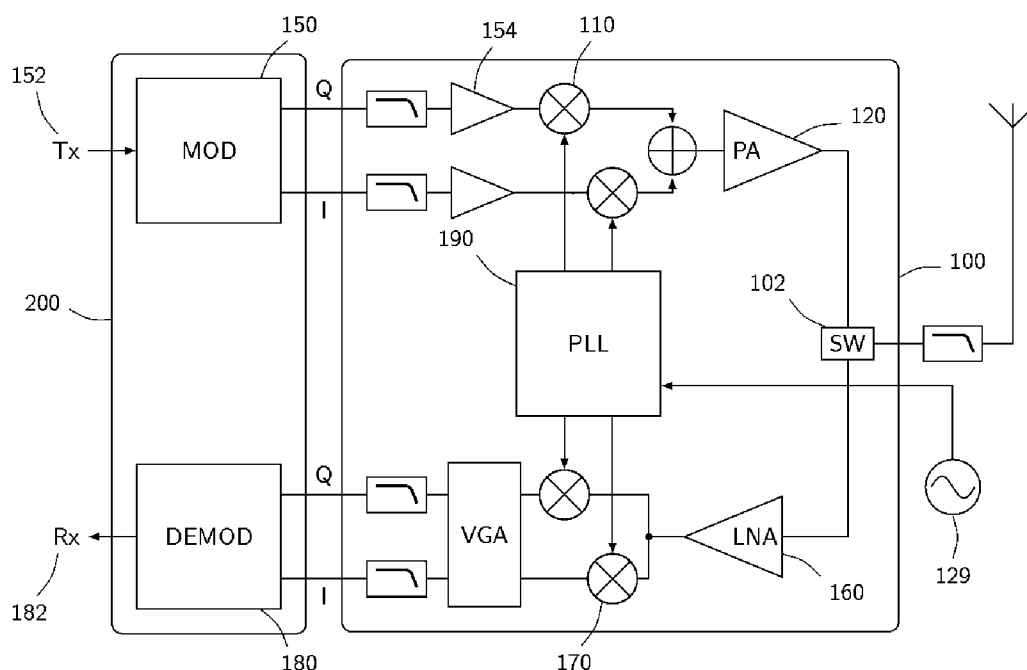 150
154
110
152
Q
120
Tx
MOD
PA
I
190
100
102
200
PLL
SW
Q
Rx
DEMOD
VGA
LNA
182
I
160
129
180
170